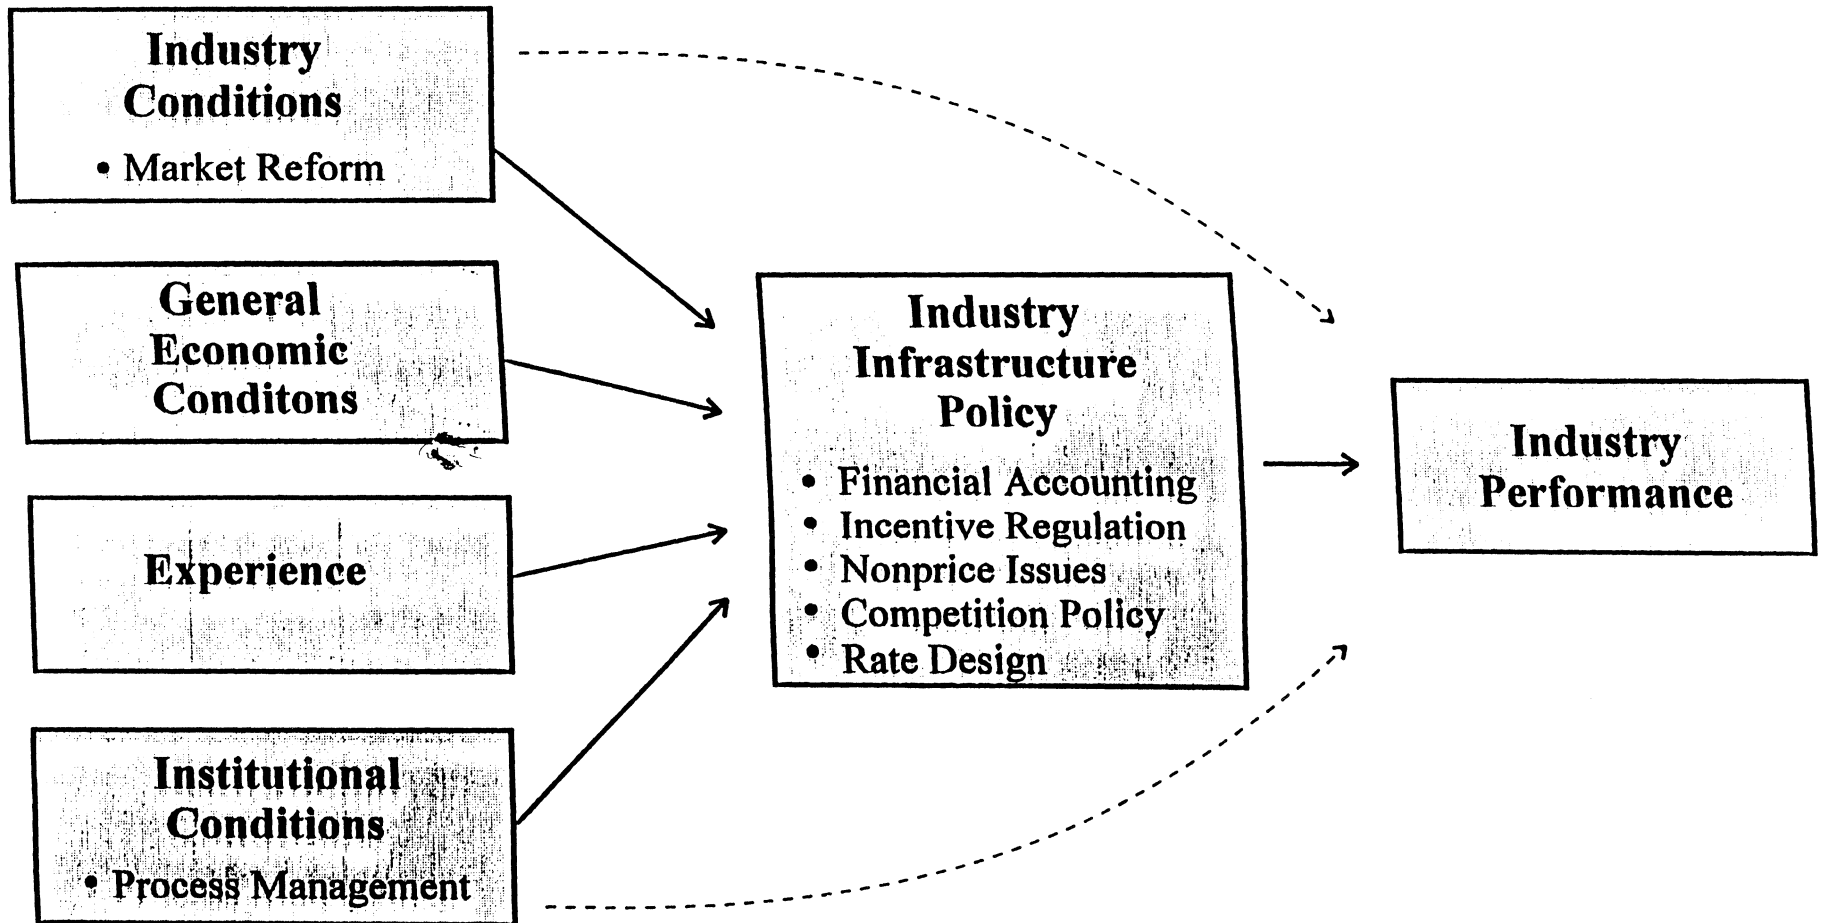 Industry
Conditions
• Market Reform
General
Economic
Conditons
Experience
Institutional
Conditions
• Process Management
Industry
Infrastructure
Policy
• Financial Accounting
• Incentive Regulation
• Nonprice Issues
• Competition Policy
• Rate Design
Industry
Performance